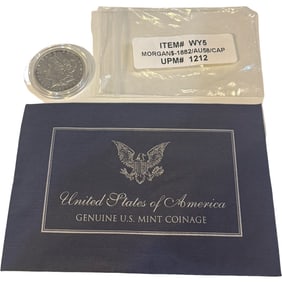 ITEM# WY5
MORGAN$-1882/AU58/CAP
UPM# 1212
United States of America
GENUINE U.S. MINT COINAGE